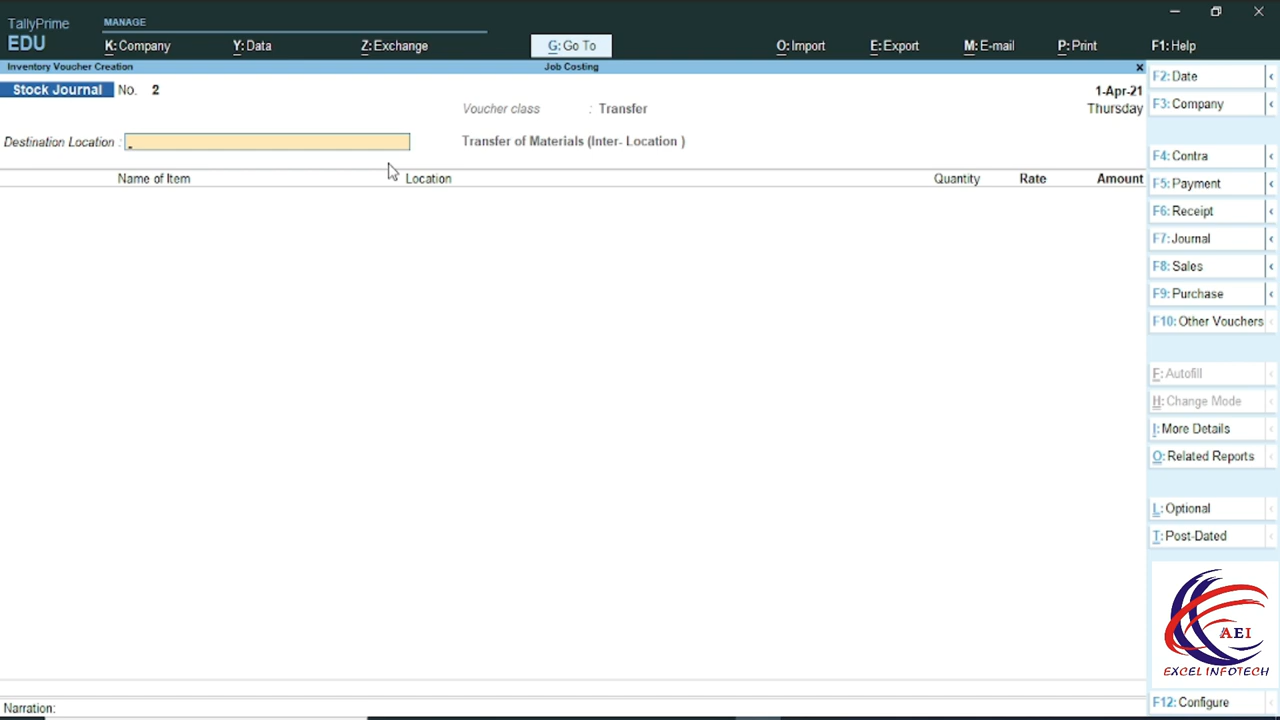 TallyPrime
EDU
MANAGE
K: Company
Y: Data
Z: Exchange
G: Go To
O: Import
E: Export
M: E-mail
P: Print
F1: Help
Inventory Voucher Creation
Job Costing
x
Stock Journal No. 2
1-Apr-21
Thursday
Voucher class : Transfer
Destination Location :
Transfer of Materials (Inter- Location )
Name of Item Location Quantity Rate Amount
F2: Date
F3: Company
F4: Contra
F5: Payment
F6: Receipt
F7: Journal
F8: Sales
F9: Purchase
F10: Other Vouchers
F: Autofill
H: Change Mode
I: More Details
O: Related Reports
L: Optional
T: Post-Dated
AEI
EXCEL INFOTECH
F12: Configure
Narration: